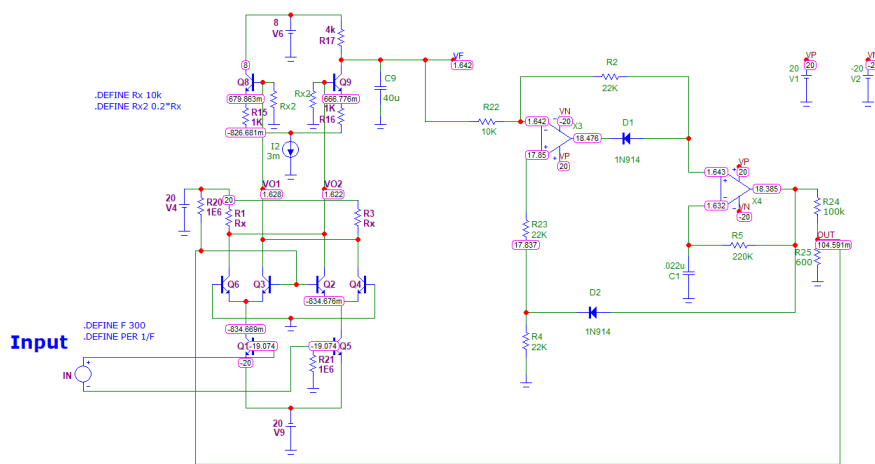 8
V6
4k
R17
VF
1.642
8
Q8
Q9
C9
40u
.DEFINE Rx 10k
.DEFINE Rx2 0.2*Rx
679.863m
R15
1K
Rx2
Rx2
666.776m
1K
R16
-826.681m
I2
3m
R2
22K
R22
10K
1.642
VN
-20
X3
18.476
D1
1N914
17.85
VP
20
VP
20
20
V1
-20
V2
VP
20
1.643
18.385
1.632
X4
VN
-20
R24
100k
20
V4
R20
1E6
20
R1
Rx
VO1
1.628
VO2
1.622
R3
Rx
R23
22K
17.837
R5
220K
OUT
104.591m
R25
600
.022u
C1
Q6
Q3
Q2
Q4
-834.676m
D2
1N914
R4
22K
.DEFINE F 300
.DEFINE PER 1/F
-834.669m
Input
Q1
-19.074
-19.074
Q5
-20
R21
1E6
IN
20
V9